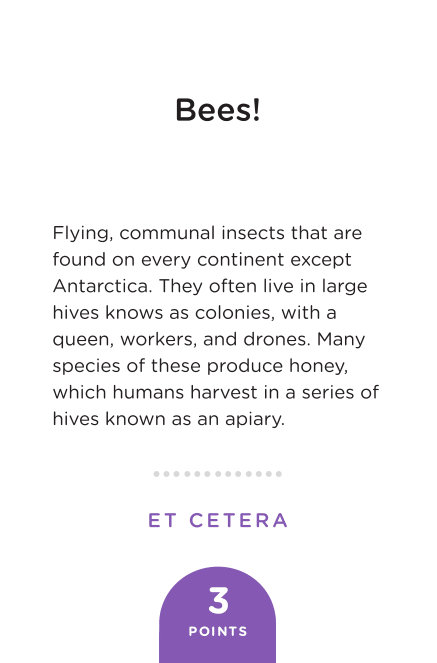 Bees!
Flying, communal insects that are
found on every continent except
Antarctica. They often live in large
hives knows as colonies, with a
queen, workers, and drones. Many
species of these produce honey,
which humans harvest in a series of
hives known as an apiary.
ET CETERA
3
POINTS